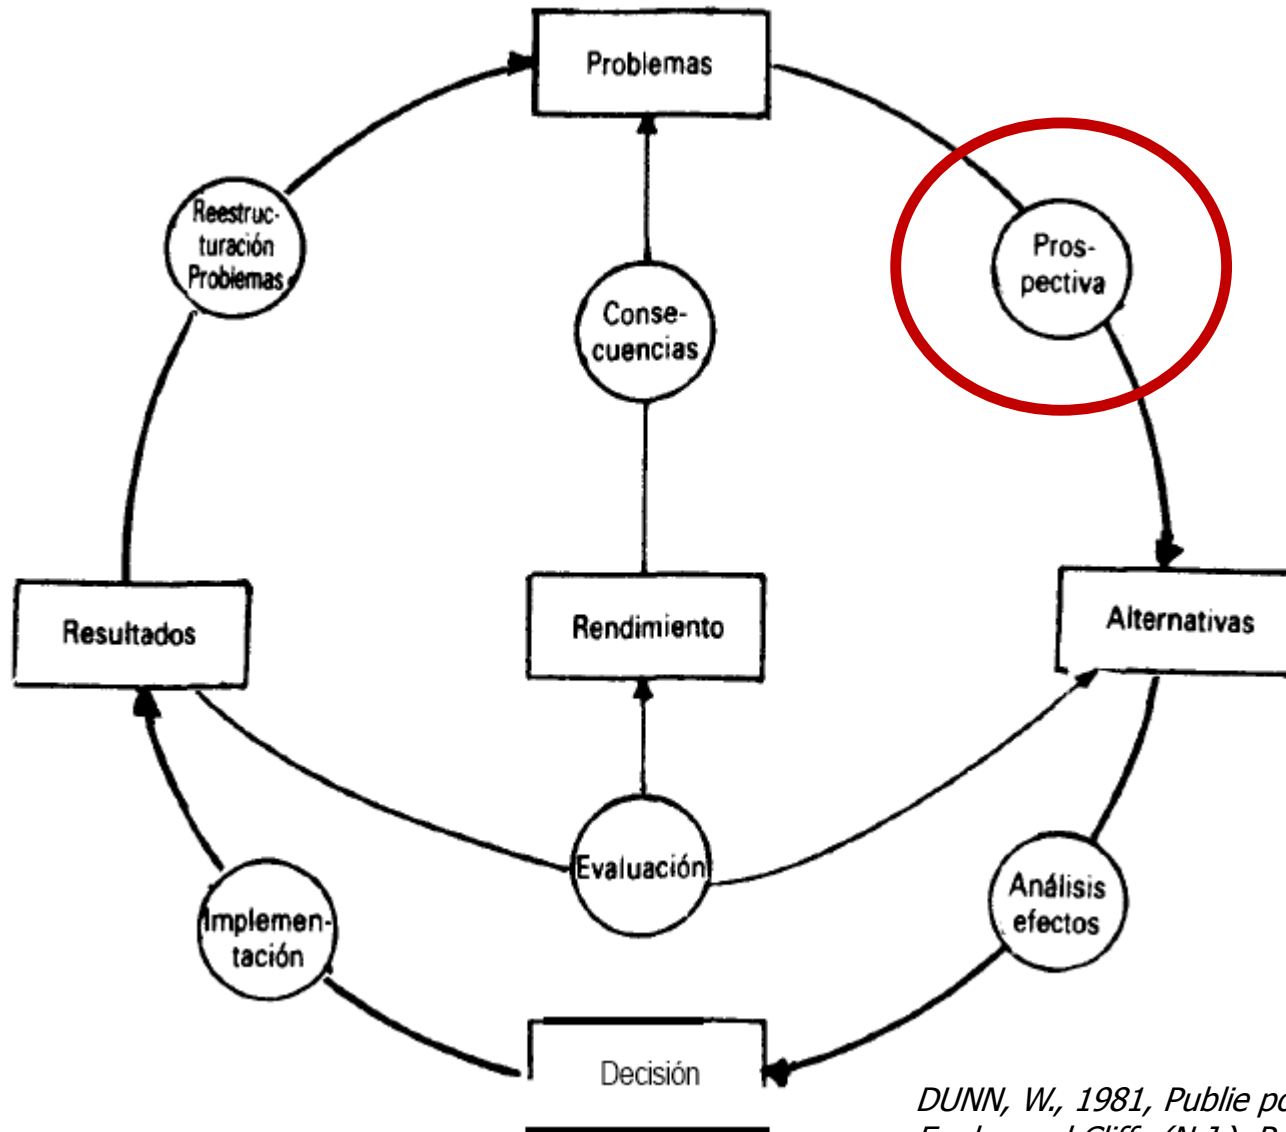 Problemas
Reestruc-
turación
Problemas
Pros-
pectiva
Conse-
cuencias
Resultados
Rendimiento
Alternativas
Evaluación
Análisis
efectos
Implemen-
tación
Decisión
DUNN, W., 1981, Publie po